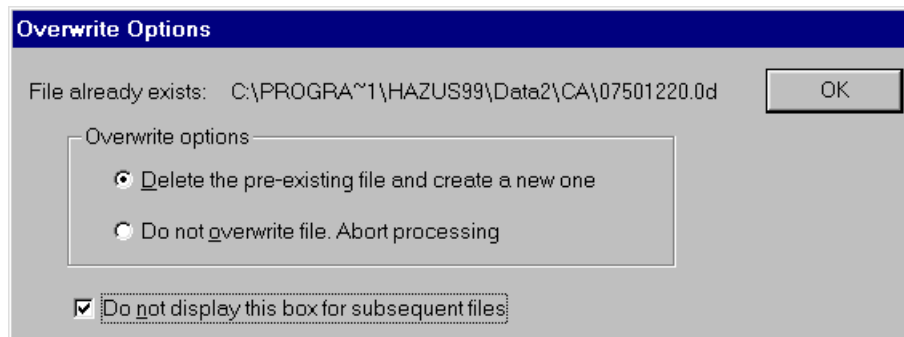 Overwrite Options
File already exists: C:\PROGRA~1\HAZUS99\Data2\CA\07501220.0d
OK
Overwrite options
Delete the pre-existing file and create a new one
Do not overwrite file. Abort processing
Do not display this box for subsequent files